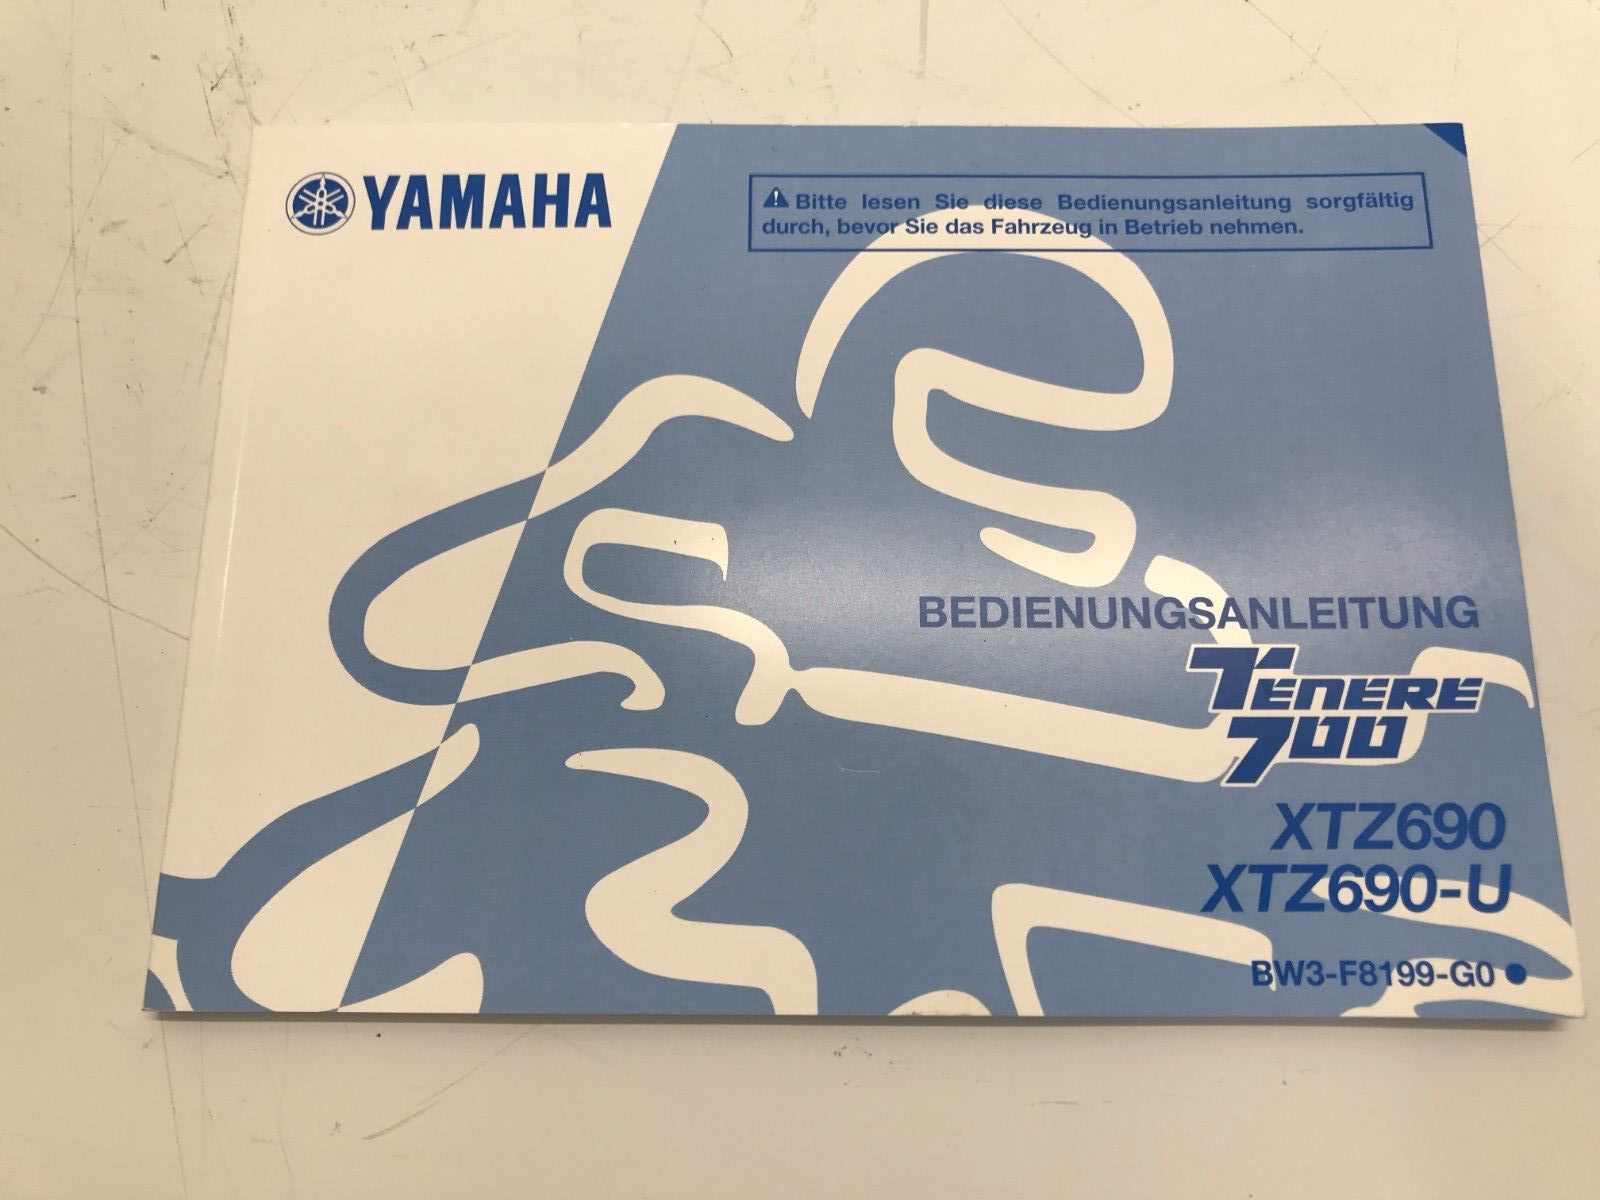 YAMAHA
⚠ Bitte lesen Sie diese Bedienungsanleitung sorgfältig
durch, bevor Sie das Fahrzeug in Betrieb nehmen.
BEDIENUNGSANLEITUNG
TÉNÉRÉ
700
XTZ690
XTZ690-U
BW3-F8199-G0 ●